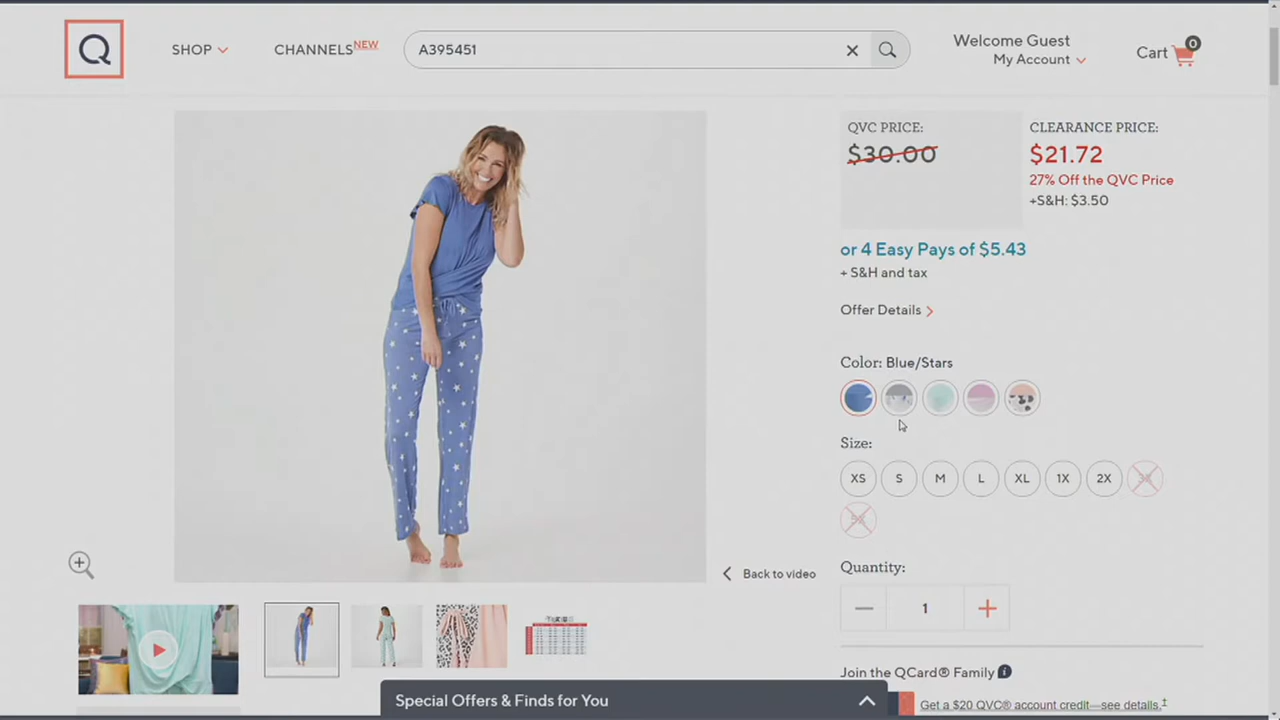 Q
SHOP
CHANNELS NEW
A395451
Welcome Guest
My Account
Cart
0
QVC PRICE:
$30.00
CLEARANCE PRICE:
$21.72
27% Off the QVC Price
+S&H: $3.50
or 4 Easy Pays of $5.43
+ S&H and tax
Offer Details
Color: Blue/Stars
Size:
XS
S
M
L
XL
1X
2X
Back to video
Quantity:
1
Join the QCard® Family
Special Offers & Finds for You
Get a $20 QVC® account credit—see details.‡